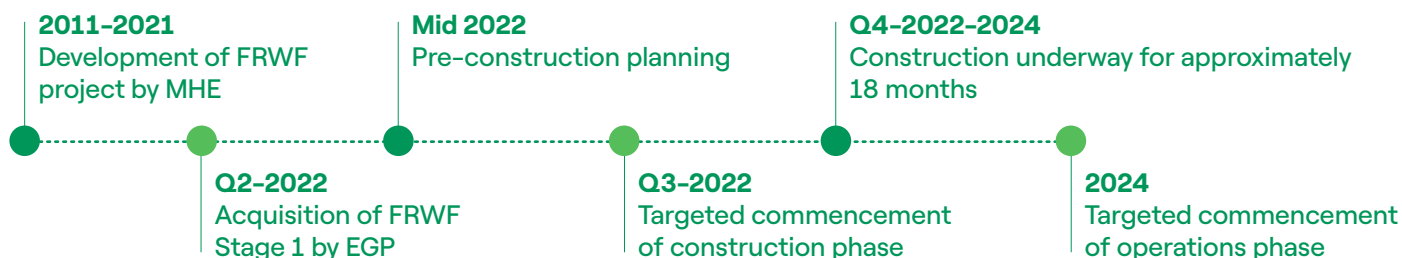 2011-2021
Development of FRWF
project by MHE
Q2-2022
Acquisition of FRWF
Stage 1 by EGP
Mid 2022
Pre-construction planning
Q3-2022
Targeted commencement
of construction phase
Q4-2022-2024
Construction underway for approximately
18 months
2024
Targeted commencement
of operations phase